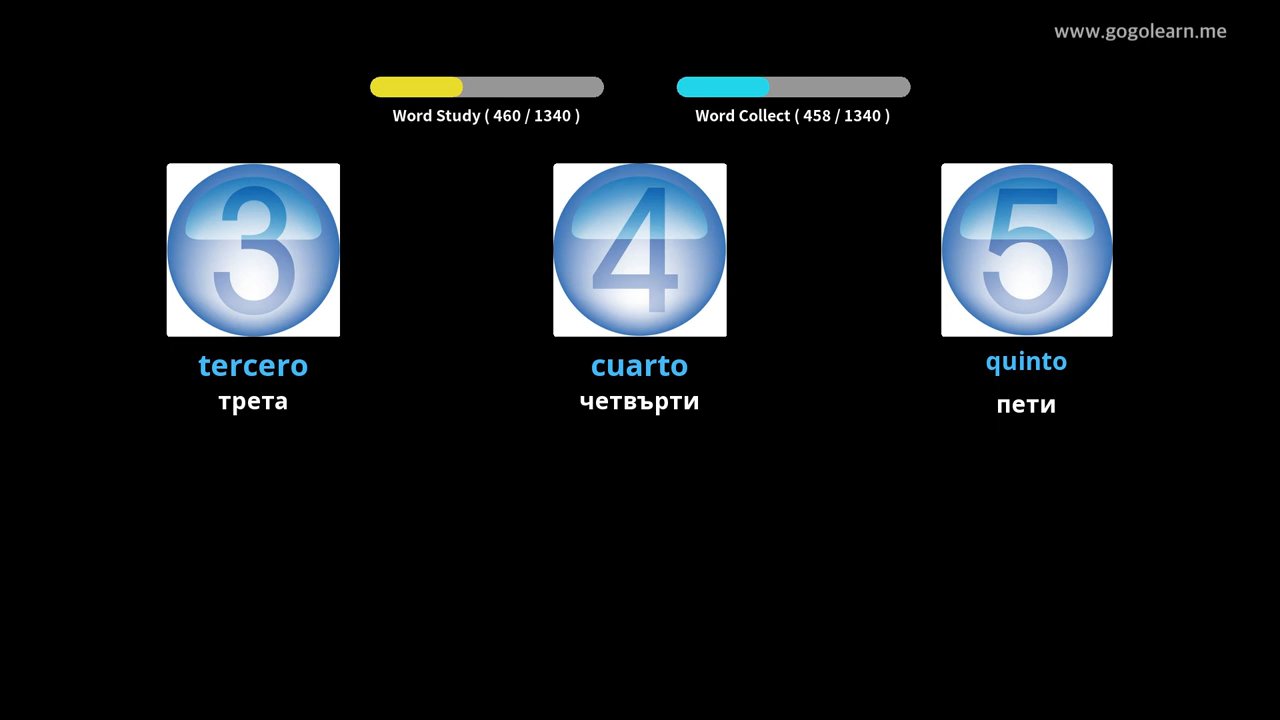 www.gogolearn.me
Word Study ( 460 / 1340 )
Word Collect ( 458 / 1340 )
3
4
5
tercero
cuarto
quinto
трета
четвърти
пети